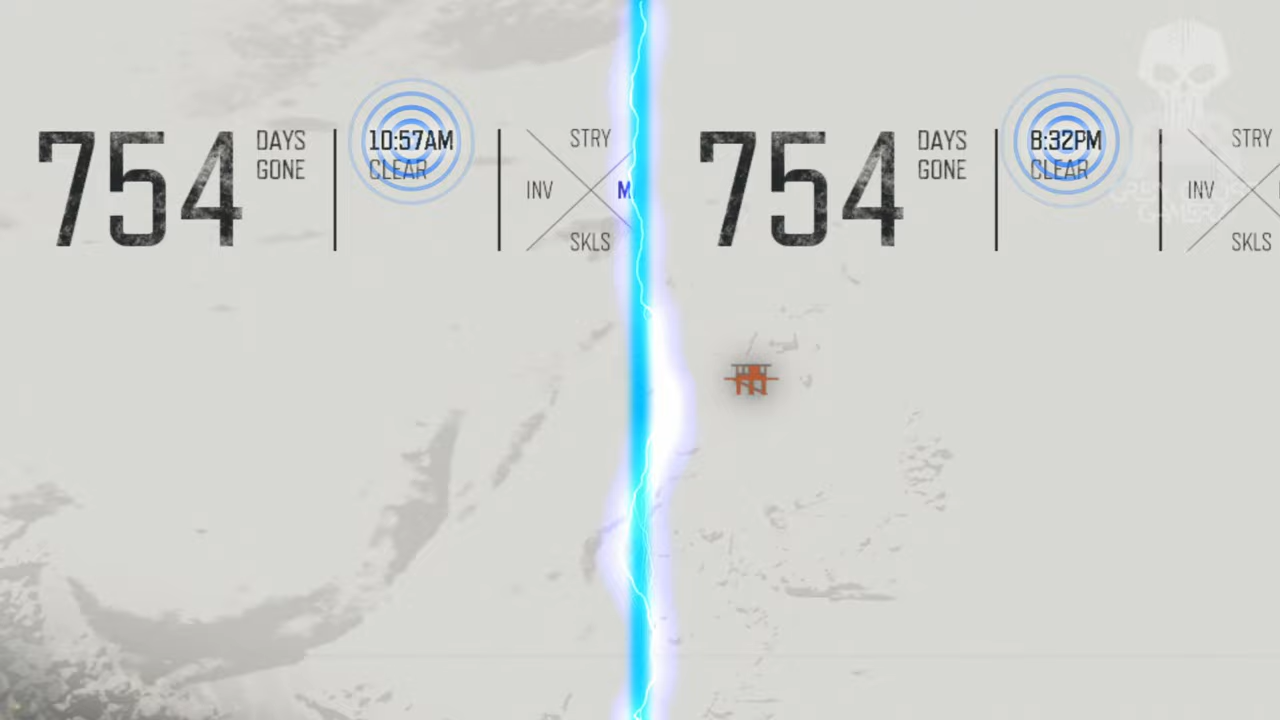 754
DAYS
GONE
10:57AM
CLEAR
STRY
INV
M
SKLS
754
DAYS
GONE
8:32PM
CLEAR
STRY
INV
SKLS